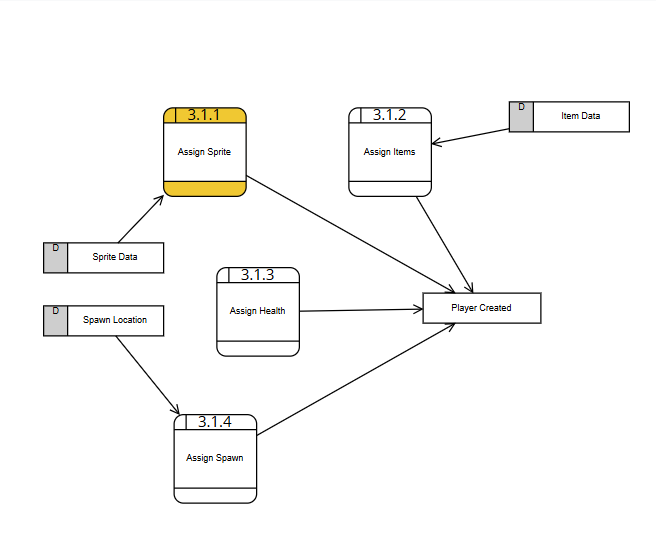 3.1.1
Assign Sprite
3.1.2
Assign Items
D
Item Data
D
Sprite Data
3.1.3
Assign Health
D
Spawn Location
Player Created
3.1.4
Assign Spawn